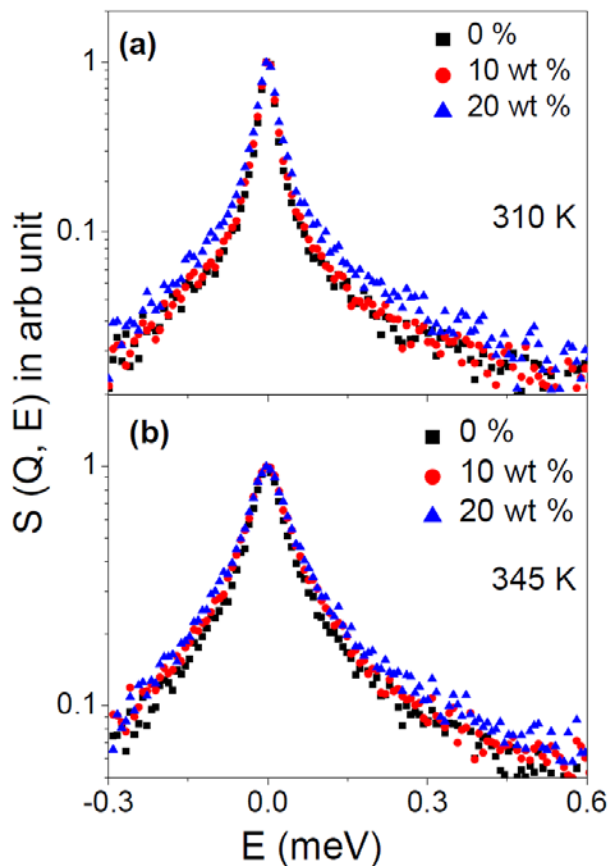 (a)
0 %
10 wt %
20 wt %
310 K
1
0.1
S (Q, E) in arb unit
(b)
0 %
10 wt %
20 wt %
345 K
1
0.1
-0.3 0.0 0.3 0.6
E (meV)